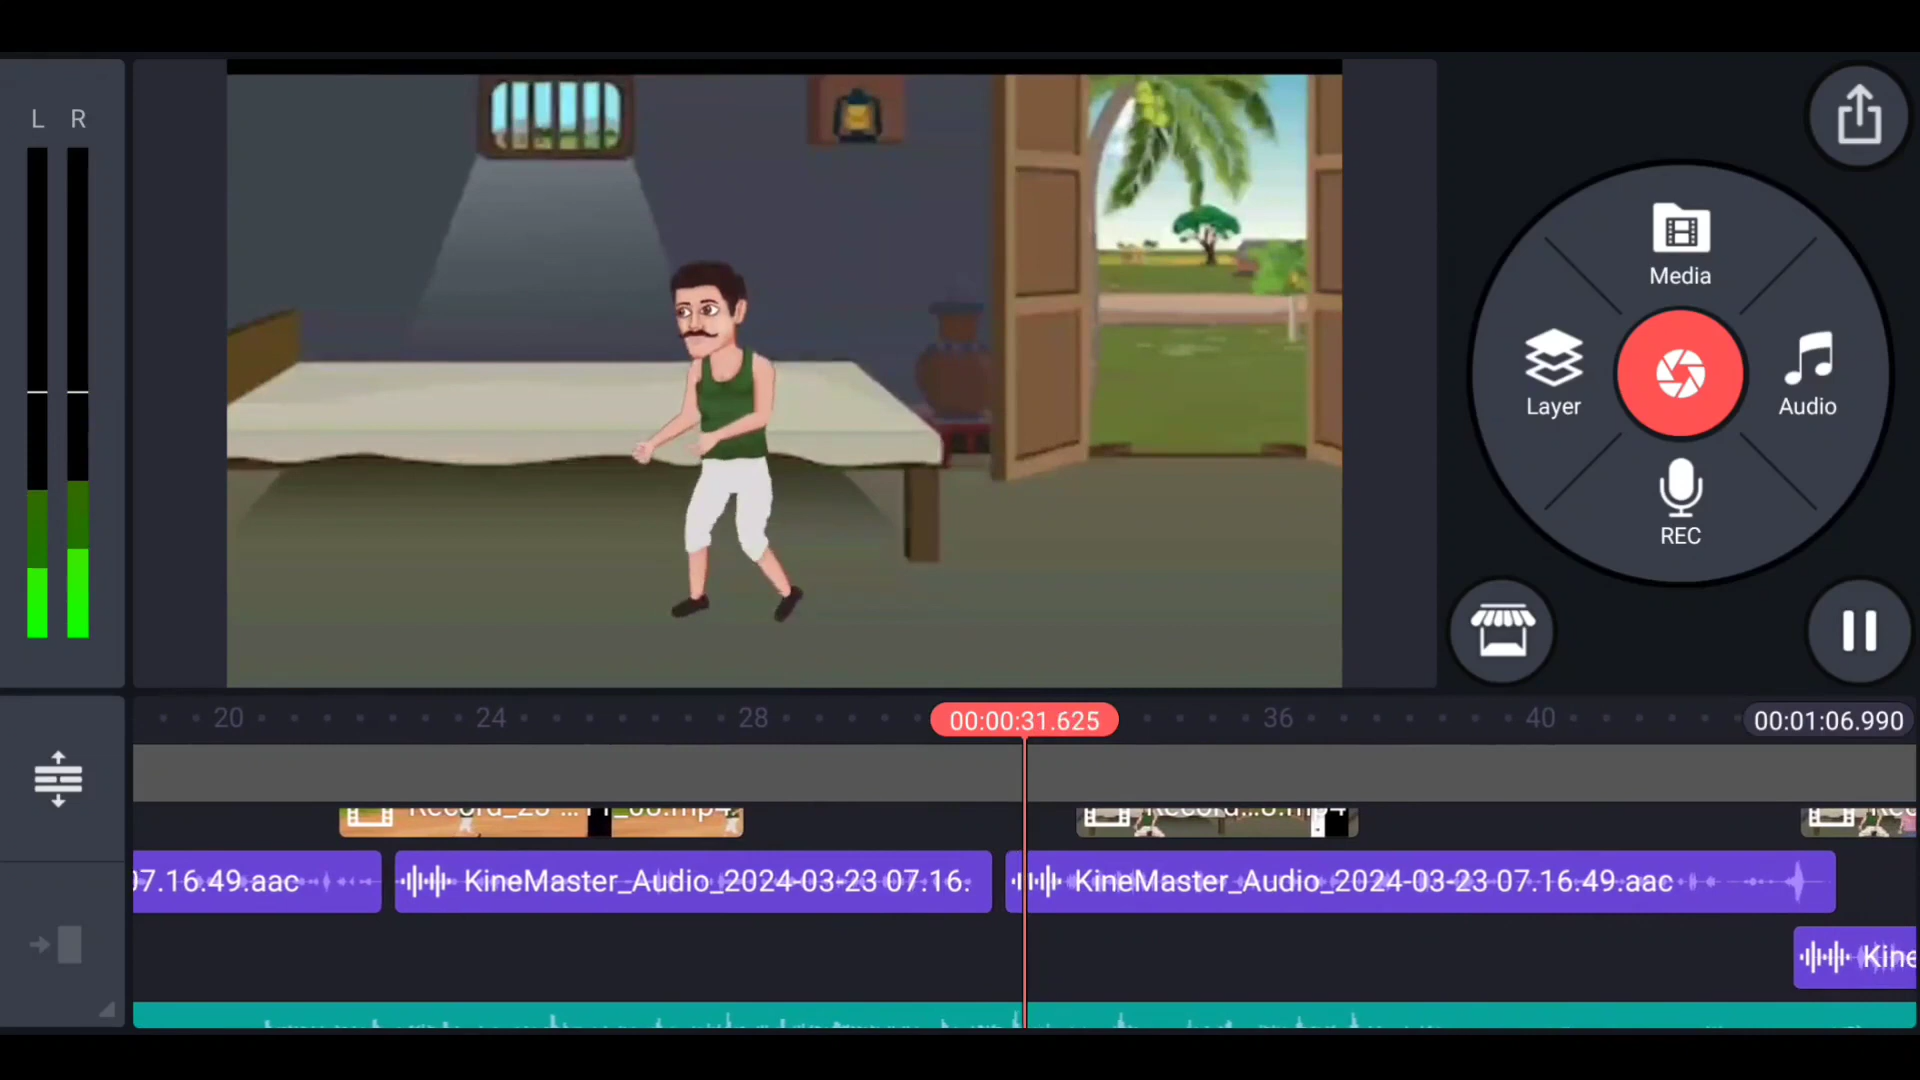 L R
Media
Layer
Audio
REC
20 24 28 00:00:31.625 36 40 00:01:06.990
07.16.49.aac
KineMaster_Audio_2024-03-23 07.16.
KineMaster_Audio_2024-03-23 07.16.49.aac
Kine